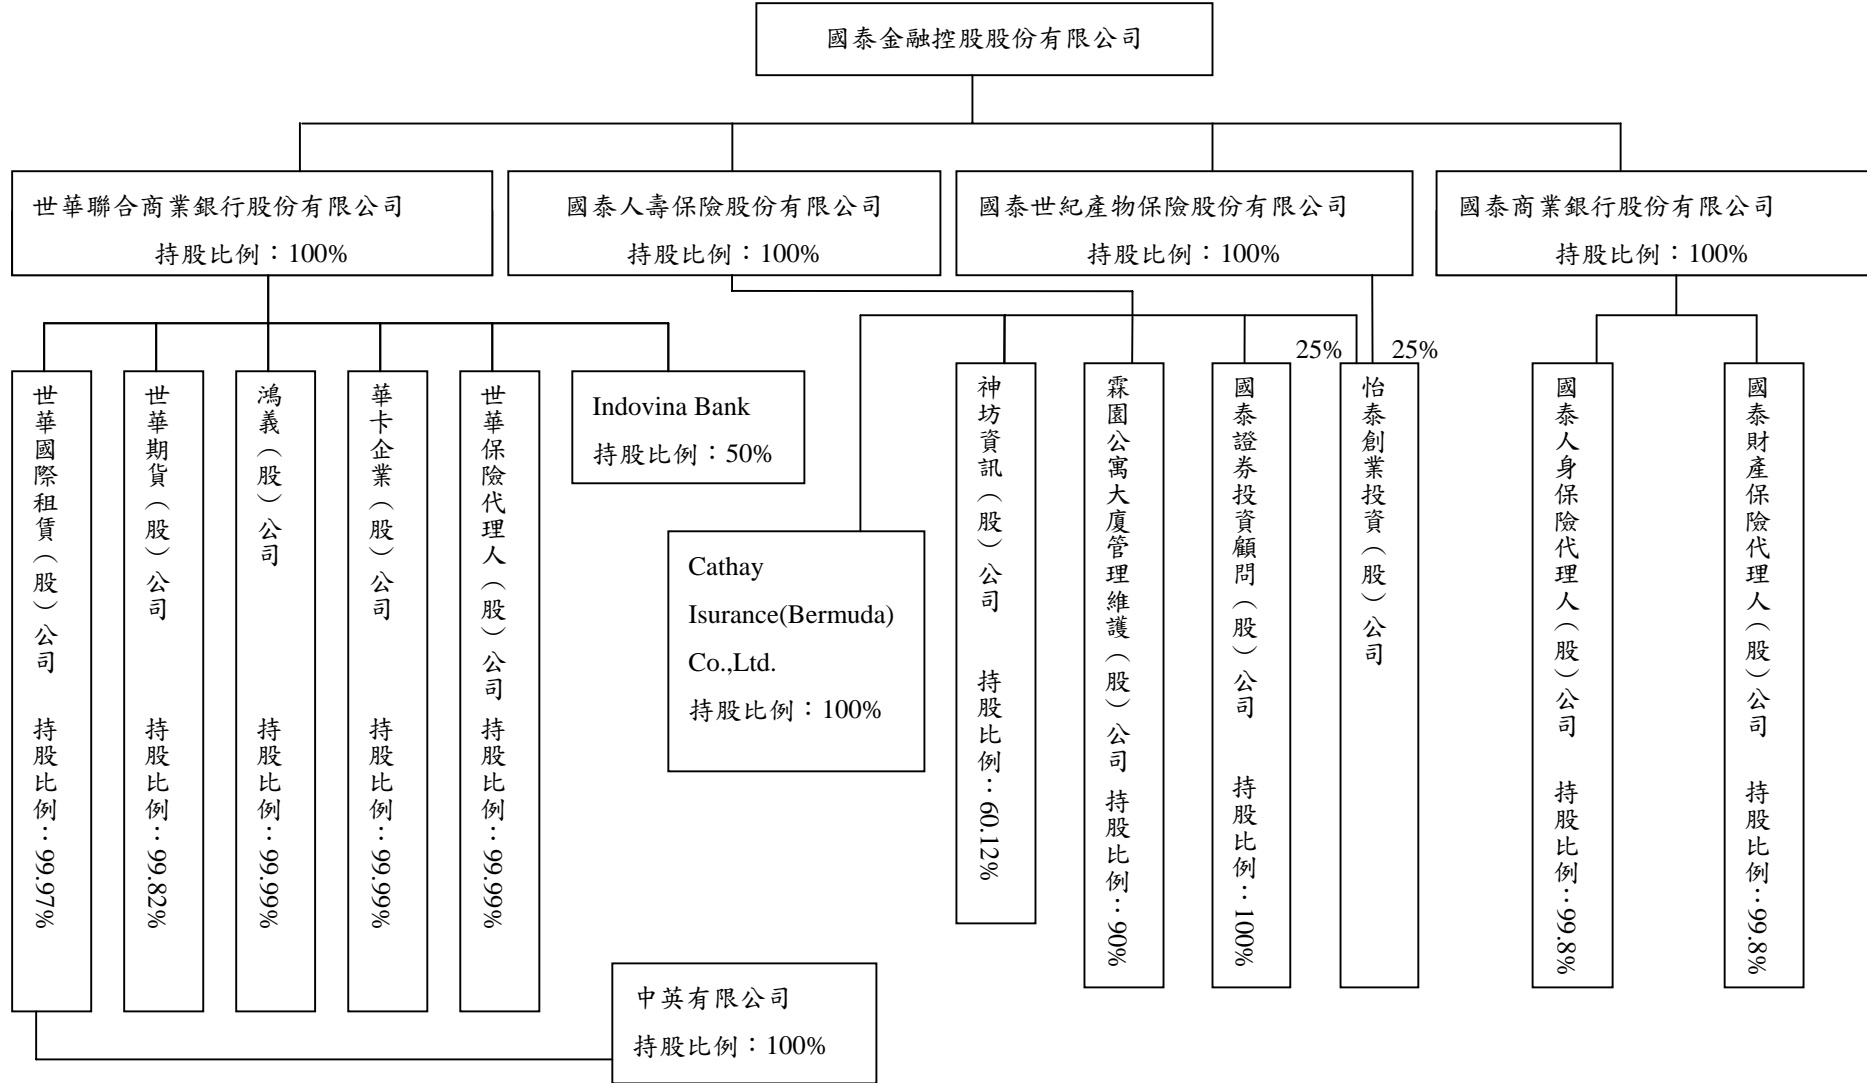 國泰金融控股股份有限公司
世華聯合商業銀行股份有限公司
持股比例：100%
國泰人壽保險股份有限公司
持股比例：100%
國泰世紀產物保險股份有限公司
持股比例：100%
國泰商業銀行股份有限公司
持股比例：100%
25%
25%
世華國際租賃（股）公司 持股比例：99.97%
世華期貨（股）公司 持股比例：99.82%
鴻義（股）公司 持股比例：99.99%
華卡企業（股）公司 持股比例：99.99%
世華保險代理人（股）公司 持股比例：99.99%
Indovina Bank
持股比例：50%
Cathay
Isurance(Bermuda)
Co.,Ltd.
持股比例：100%
神坊資訊（股）公司 持股比例：60.12%
霖園公寓大廈管理維護（股）公司 持股比例：90%
國泰證券投資顧問（股）公司 持股比例：100%
怡泰創業投資（股）公司
國泰人身保險代理人（股）公司 持股比例：99.8%
國泰財產保險代理人（股）公司 持股比例：99.8%
中英有限公司
持股比例：100%